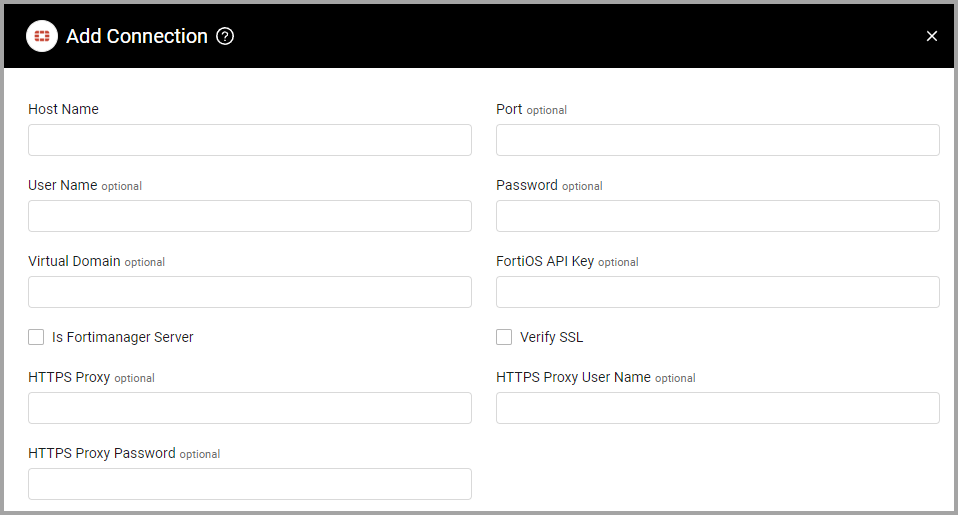 Add Connection ?
Host Name
Port optional
User Name optional
Password optional
Virtual Domain optional
FortiOS API Key optional
Is Fortimanager Server
Verify SSL
HTTPS Proxy optional
HTTPS Proxy User Name optional
HTTPS Proxy Password optional